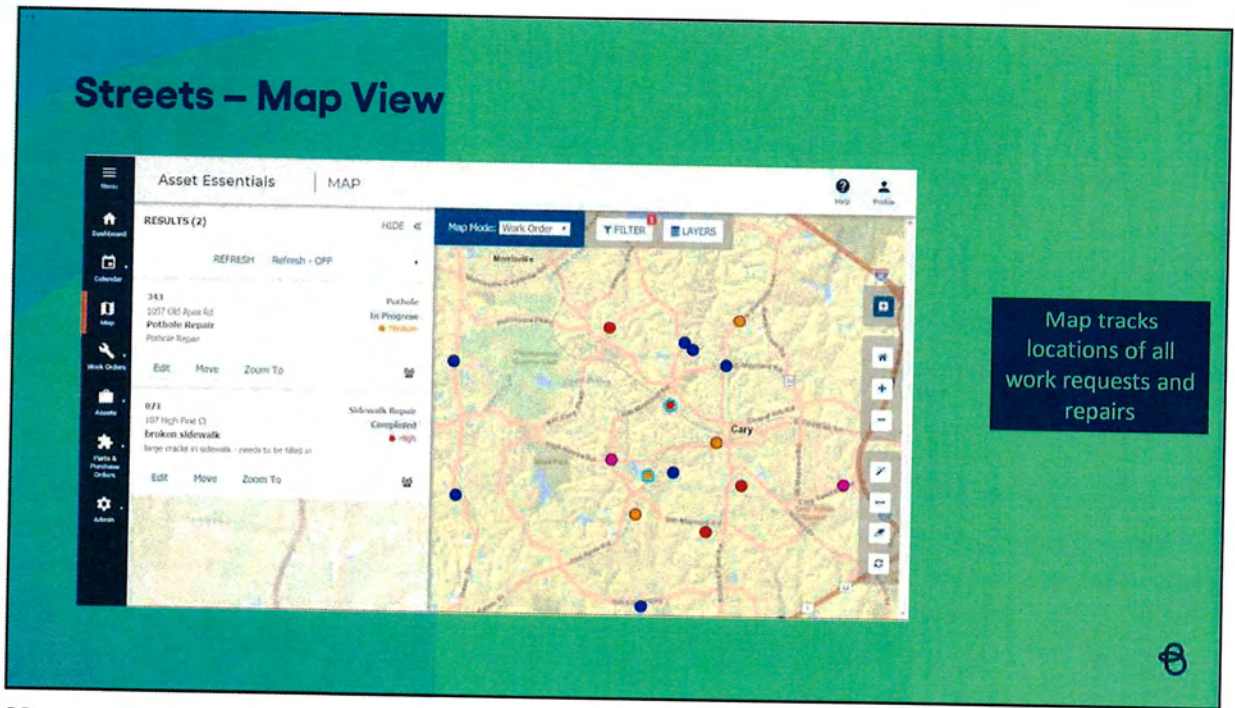 Streets – Map View
Menu
Asset Essentials | MAP
Help
Profile
Dashboard
Calendar
Map
Work Orders
Assets
Parts &
Purchase
Orders
Admin
RESULTS (2)
HIDE «
REFRESH Refresh - OFF
343
Pothole
1057 Old Apex Rd
In Progress
Pothole Repair
Medium
Pothole Repair
Edit Move Zoom To
071
Sidewalk Repair
107 High Pine Ct
Completed
broken sidewalk
High
large cracks in sidewalk - needs to be filled in
Edit Move Zoom To
Map Mode: Work Order
FILTER
1
LAYERS
Morrisville
Cary
Map tracks
locations of all
work requests and
repairs